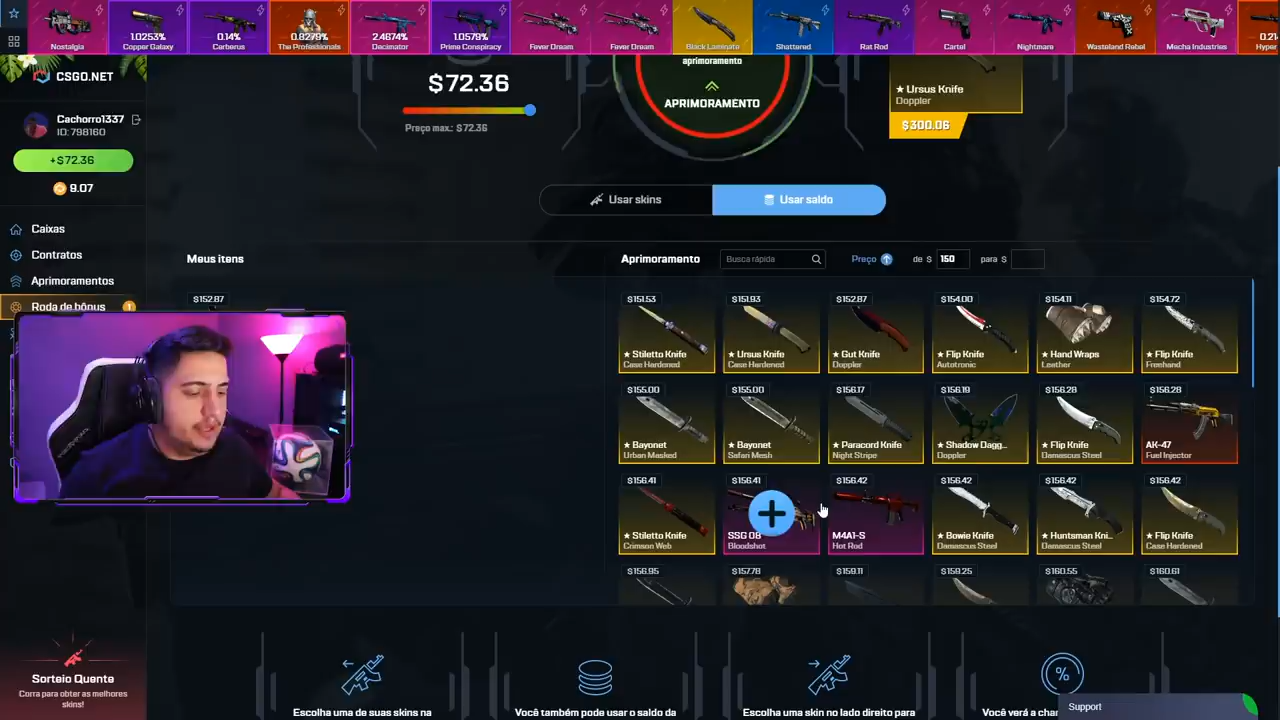 Nostalgia
1.0253%
Copper Galaxy
0.14%
Cerberus
0.8279%
The Professionals
2.4674%
Decimator
1.0579%
Prime Conspiracy
Fever Dream
Fever Dream
Black Laminate
Shattered
Rat Rod
Cartel
Nightmare
Wasteland Rebel
Mecha Industries
0.21
Hyper
CSGO.NET
Cachorro1337
ID: 798160
+$72.36
9.07
Caixas
Contratos
Aprimoramentos
Roda de bônus
1
Sorteio Quente
Corra para obter as melhores
skins!
$72.36
Preço max.: $72.36
aprimoramento
APRIMORAMENTO
★ Ursus Knife
Doppler
$300.06
Usar skins
Usar saldo
Meus itens
$152.87
Aprimoramento
Busca rápida
Preço
de $
150
para $
$151.53
★ Stiletto Knife
Case Hardened
$151.93
★ Ursus Knife
Case Hardened
$152.87
★ Gut Knife
Doppler
$154.00
★ Flip Knife
Autotronic
$154.11
★ Hand Wraps
Leather
$154.72
★ Flip Knife
Freehand
$155.00
★ Bayonet
Urban Masked
$155.00
★ Bayonet
Safari Mesh
$156.17
★ Paracord Knife
Night Stripe
$156.19
★ Shadow Dagg...
Doppler
$156.28
★ Flip Knife
Damascus Steel
$156.28
AK-47
Fuel Injector
$156.41
★ Stiletto Knife
Crimson Web
$156.41
SSG 08
Bloodshot
$156.42
M4A1-S
Hot Rod
$156.42
★ Bowie Knife
Damascus Steel
$156.42
★ Huntsman Kni...
Damascus Steel
$156.42
★ Flip Knife
Case Hardened
$156.95
$157.78
$159.11
$159.25
$160.55
$160.61
Escolha uma de suas skins na
Você também pode usar o saldo da
Escolha uma skin no lado direito para
Você verá a chan
Support